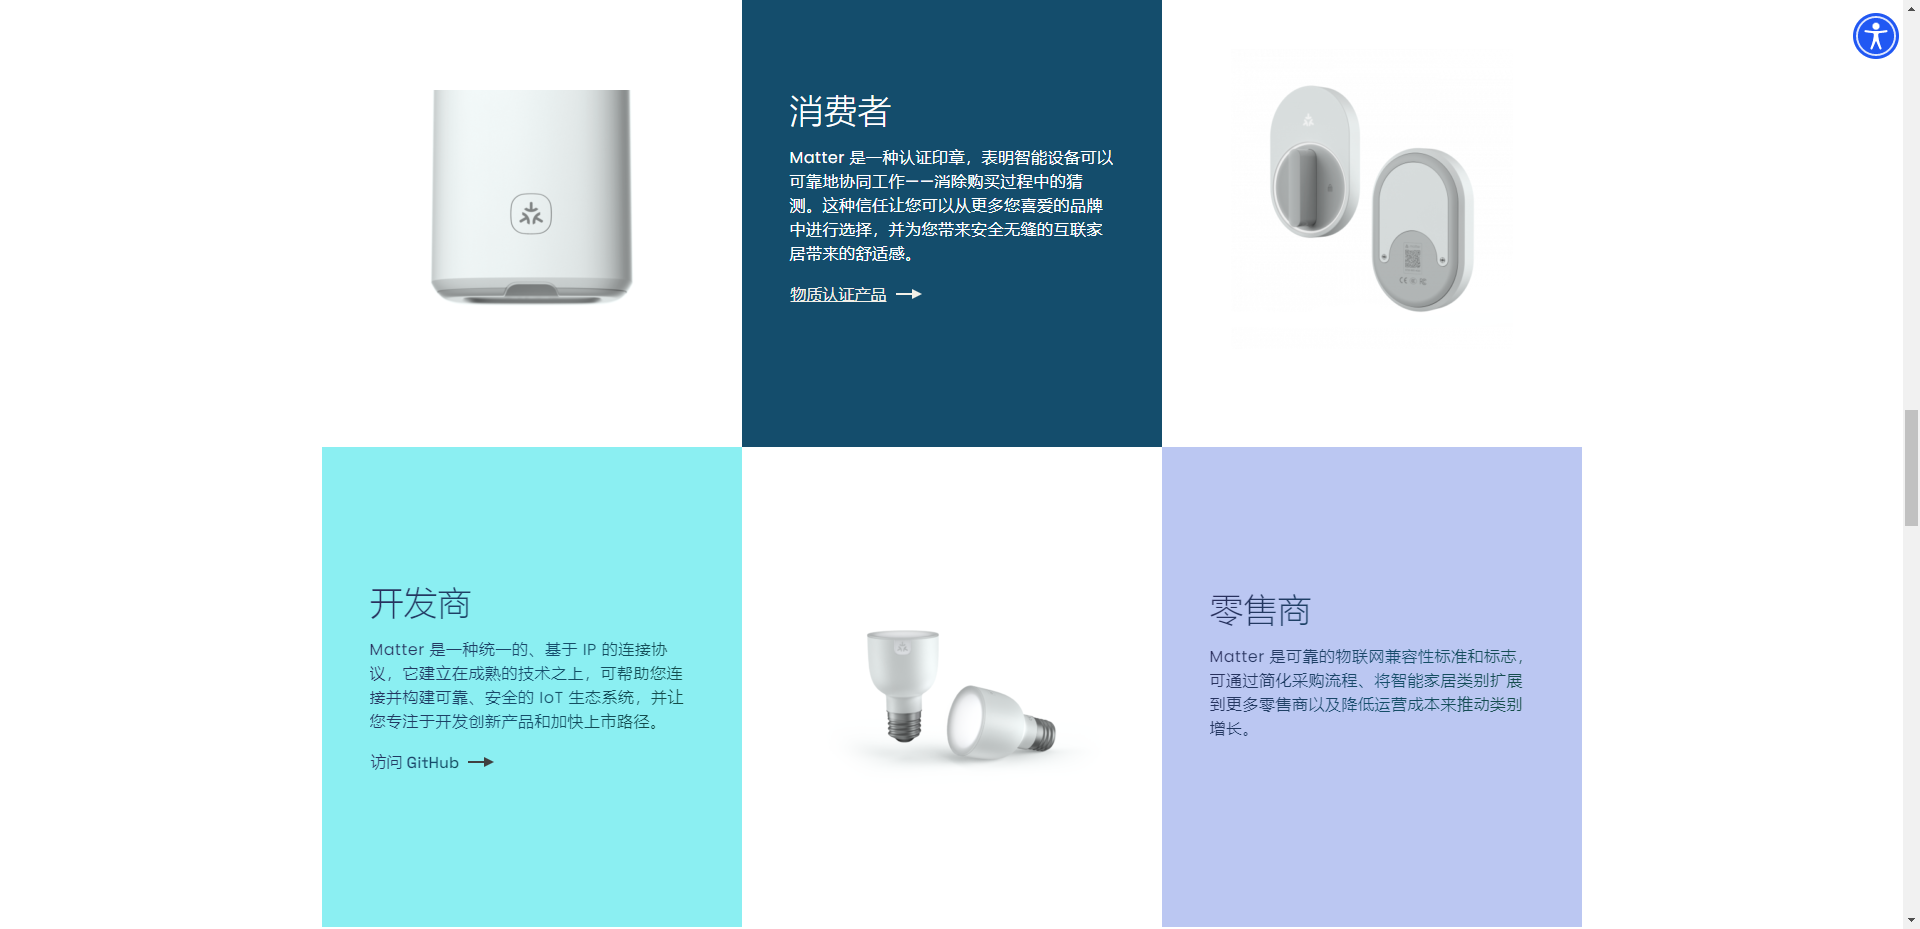 消费者
Matter 是一种认证印章，表明智能设备可以
可靠地协同工作——消除购买过程中的猜
测。这种信任让您可以从更多您喜爱的品牌
中进行选择，并为您带来安全无缝的互联家
居带来的舒适感。
物质认证产品
开发商
Matter 是一种统一的、基于 IP 的连接协
议，它建立在成熟的技术之上，可帮助您连
接并构建可靠、安全的 IoT 生态系统，并让
您专注于开发创新产品和加快上市路径。
访问 GitHub
零售商
Matter 是可靠的物联网兼容性标准和标志，
可通过简化采购流程、将智能家居类别扩展
到更多零售商以及降低运营成本来推动类别
增长。